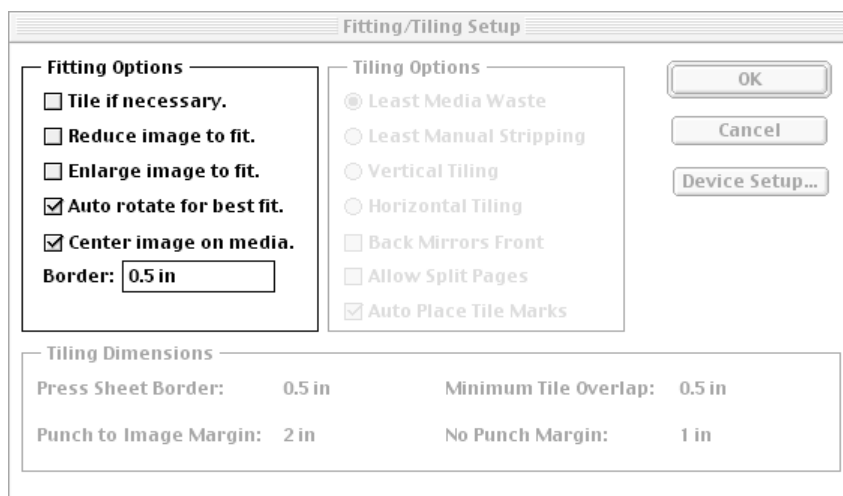 Fitting/Tiling Setup
Fitting Options
Tile if necessary.
Reduce image to fit.
Enlarge image to fit.
Auto rotate for best fit.
Center image on media.
Border: 0.5 in
Tiling Options
Least Media Waste
Least Manual Stripping
Vertical Tiling
Horizontal Tiling
Back Mirrors Front
Allow Split Pages
Auto Place Tile Marks
OK
Cancel
Device Setup...
Tiling Dimensions
Press Sheet Border: 0.5 in Minimum Tile Overlap: 0.5 in
Punch to Image Margin: 2 in No Punch Margin: 1 in